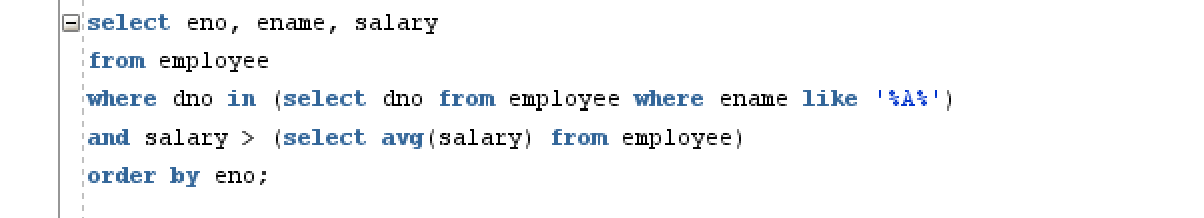 select eno, ename, salary
from employee
where dno in (select dno from employee where ename like '%A%')
and salary > (select avg(salary) from employee)
order by eno;